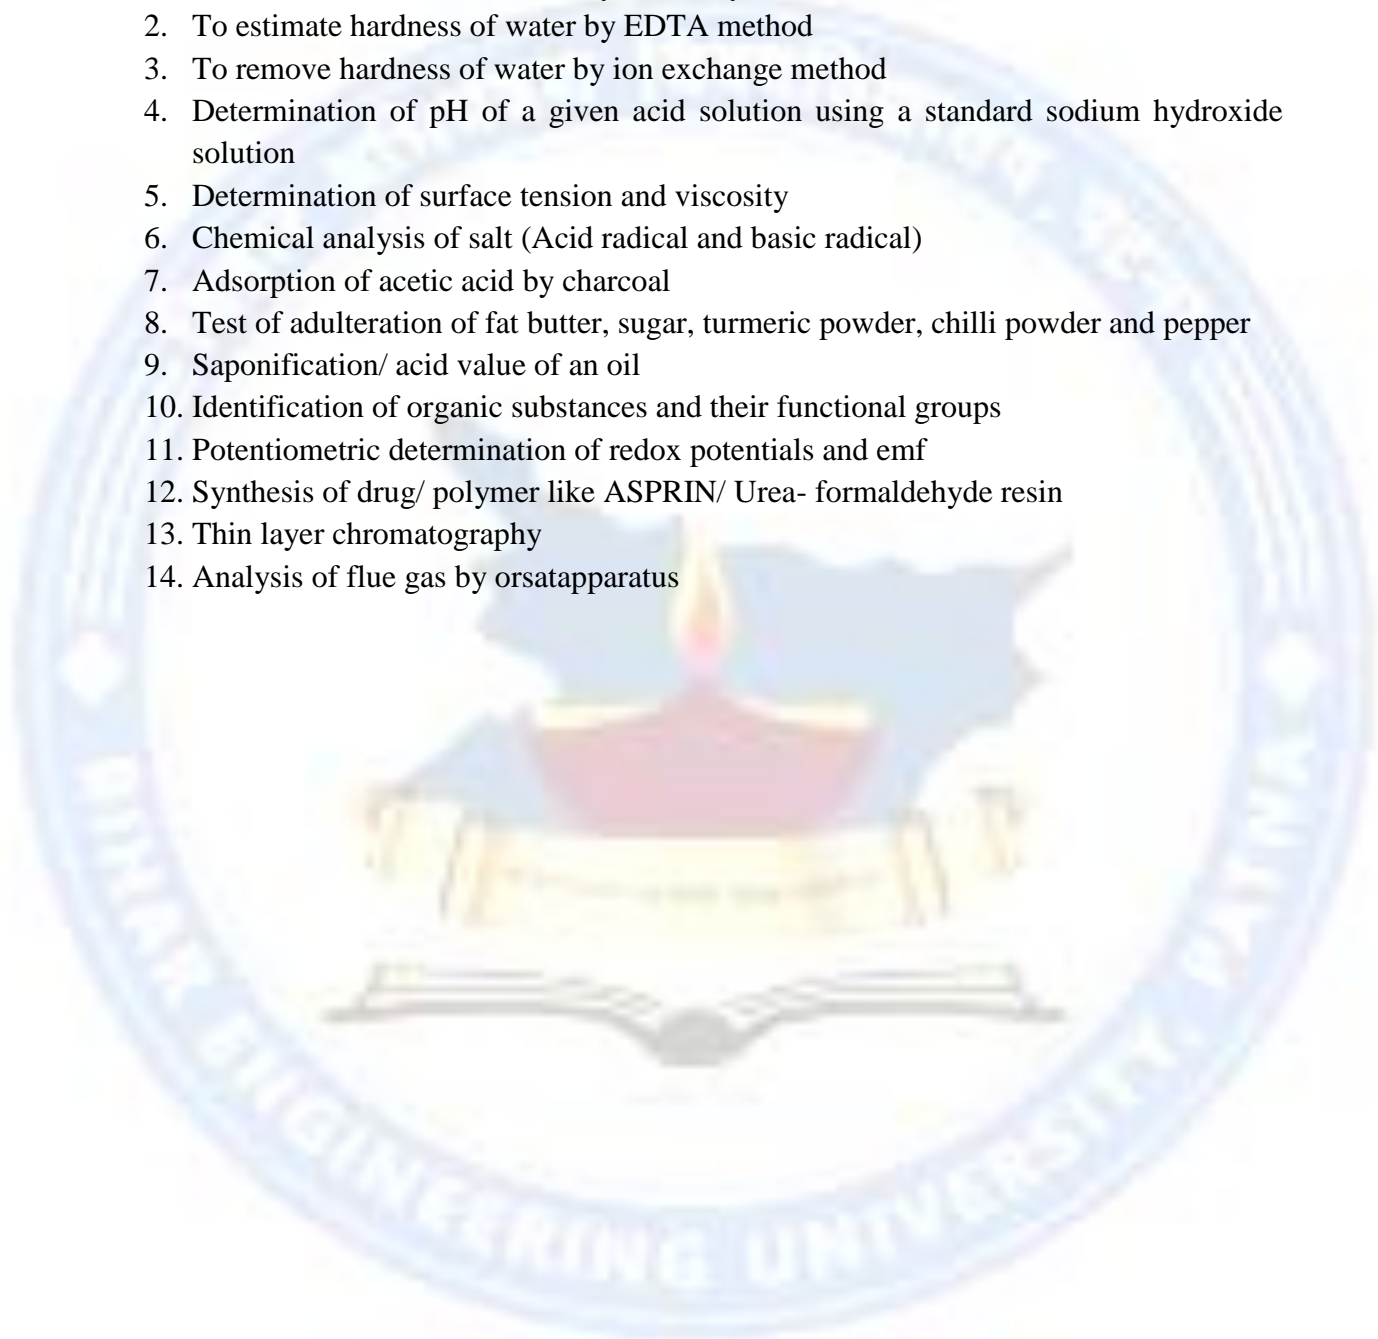 2. To estimate hardness of water by EDTA method
3. To remove hardness of water by ion exchange method
4. Determination of pH of a given acid solution using a standard sodium hydroxide
solution
5. Determination of surface tension and viscosity
6. Chemical analysis of salt (Acid radical and basic radical)
7. Adsorption of acetic acid by charcoal
8. Test of adulteration of fat butter, sugar, turmeric powder, chilli powder and pepper
9. Saponification/ acid value of an oil
10. Identification of organic substances and their functional groups
11. Potentiometric determination of redox potentials and emf
12. Synthesis of drug/ polymer like ASPRIN/ Urea- formaldehyde resin
13. Thin layer chromatography
14. Analysis of flue gas by orsatapparatus
BIHAR ENGINEERING UNIVERSITY, PATNA